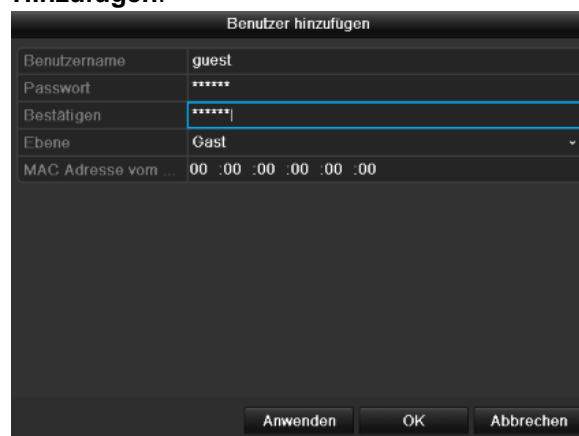 Hinzufügen.
Benutzer hinzufügen
Benutzername guest
Passwort ******
Bestätigen ******
Ebene Gast
MAC Adresse vom ... 00 :00 :00 :00 :00 :00
Anwenden OK Abbrechen